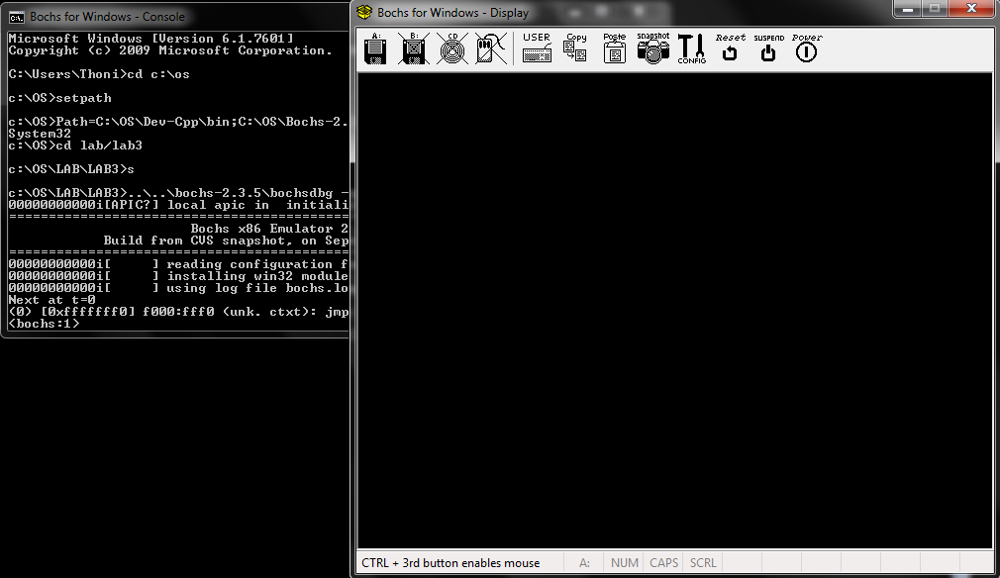 Bochs for Windows - Console
Microsoft Windows [Version 6.1.7601]
Copyright (c) 2009 Microsoft Corporation.
C:\Users\Thoni>cd c:\os
c:\OS>setpath
c:\OS>Path=C:\OS\Dev-Cpp\bin;C:\OS\Bochs-2.
System32
c:\OS>cd lab/lab3
c:\OS\LAB\LAB3>s
c:\OS\LAB\LAB3>..\..\bochs-2.3.5\bochsdbg -
00000000000i[APIC?] local apic in  initiali
========================================================
Bochs x86 Emulator 2
Build from CVS snapshot, on Sep
========================================================
00000000000i[      ] reading configuration f
00000000000i[      ] installing win32 module
00000000000i[      ] using log file bochs.lo
Next at t=0
(0) [0xfffffff0] f000:fff0 (unk. ctxt): jmp
<bochs:1>
Bochs for Windows - Display
A: B: CD USER Copy Paste snapshot CONFIG Reset SUSPEND Power
CTRL + 3rd button enables mouse A: NUM CAPS SCRL